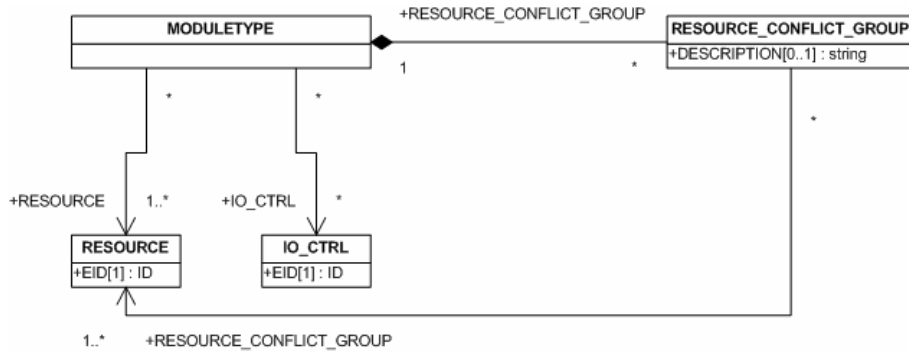 +RESOURCE_CONFLICT_GROUP
MODULETYPE
RESOURCE_CONFLICT_GROUP
+DESCRIPTION[0..1] : string
1
*
*
*
*
+RESOURCE
1..*
+IO_CTRL
*
RESOURCE
IO_CTRL
+EID[1] : ID
+EID[1] : ID
1..*
+RESOURCE_CONFLICT_GROUP